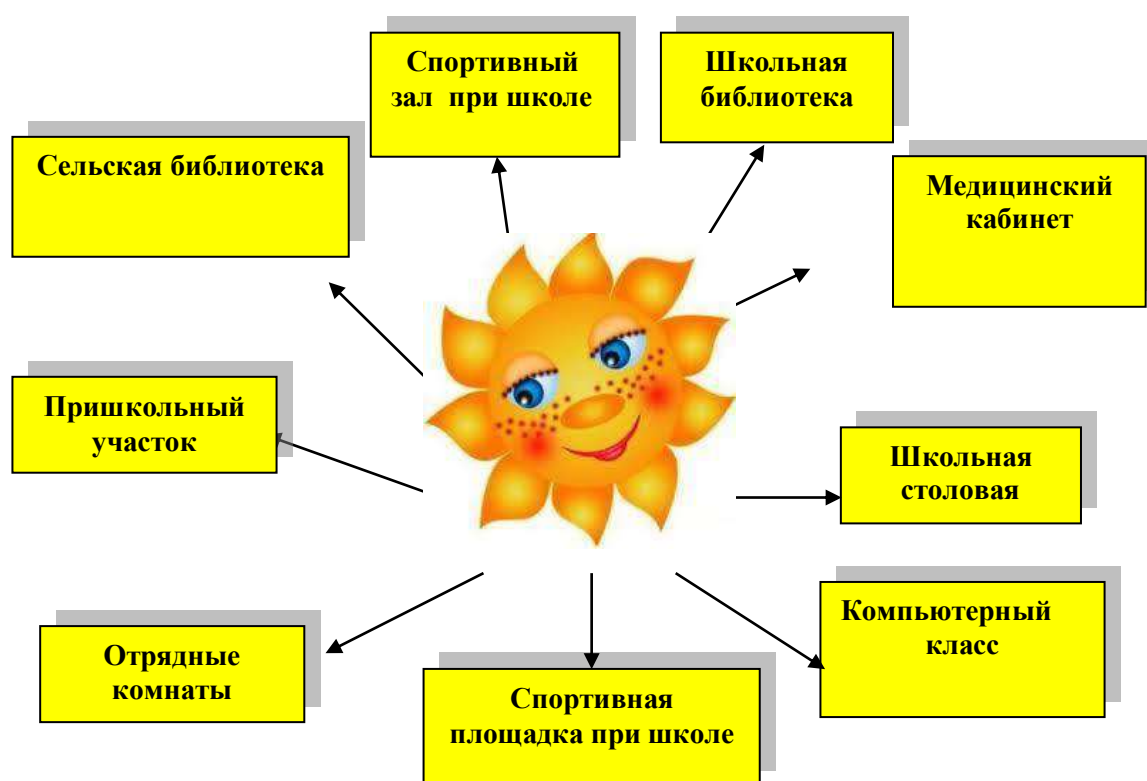 Спортивный
зал при школе
Школьная
библиотека
Сельская библиотека
Медицинский
кабинет
Пришкольный
участок
Школьная
столовая
Компьютерный
класс
Отрядные
комнаты
Спортивная
площадка при школе